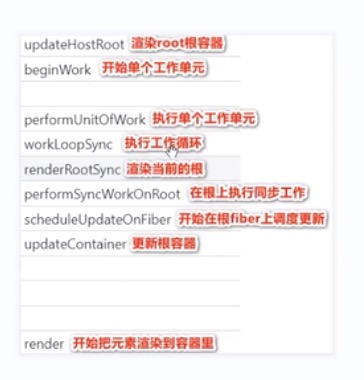 updateHostRoot 渲染root根容器
beginWork 开始单个工作单元
performUnitOfWork 执行单个工作单元
workLoopSync 执行工作循环
renderRootSync 渲染当前的根
performSyncWorkOnRoot 在根上执行同步工作
scheduleUpdateOnFiber 开始在根fiber上调度更新
updateContainer 更新根容器
render 开始把元素渲染到容器里